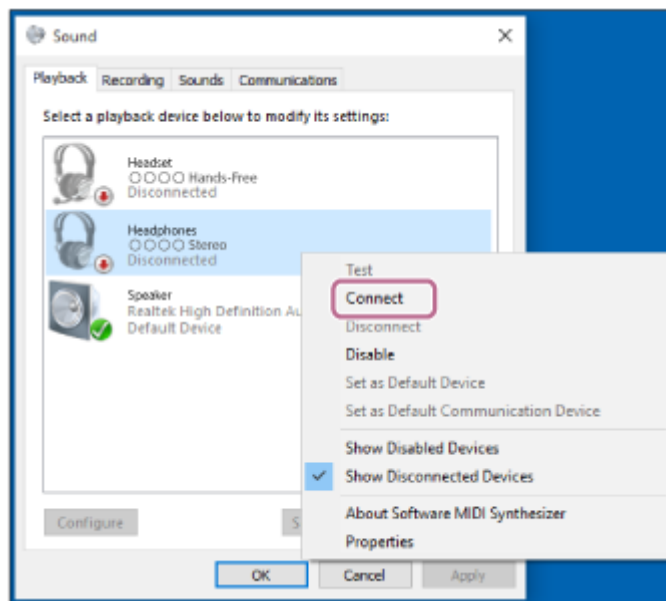 Sound
Playback Recording Sounds Communications
Select a playback device below to modify its settings:
Headset
○○○○ Hands-Free
Disconnected
Headphones
○○○○ Stereo
Disconnected
Speaker
Realtek High Definition Au
Default Device
Test
Connect
Disconnect
Disable
Set as Default Device
Set as Default Communication Device
Show Disabled Devices
Show Disconnected Devices
About Software MIDI Synthesizer
Properties
Configure S
OK Cancel Apply